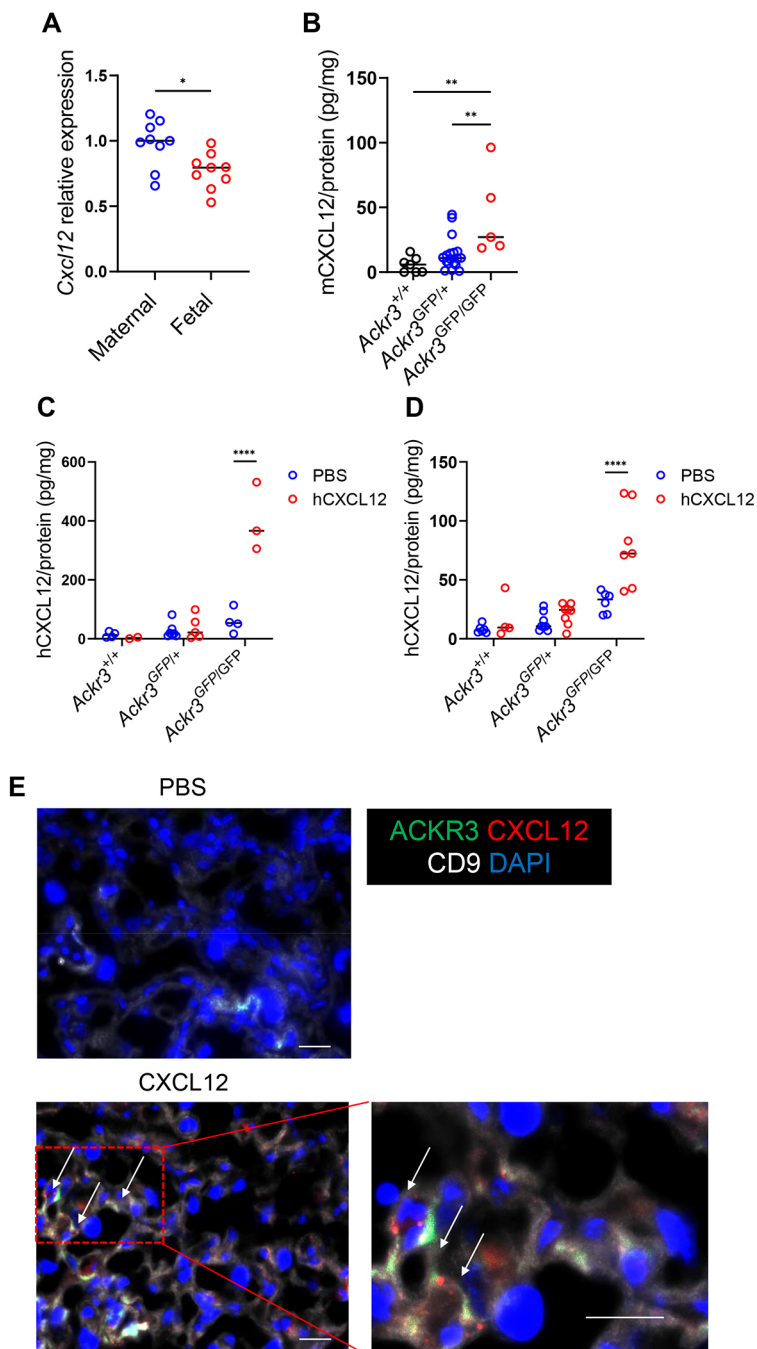 A
Cxcl12 relative expression
1.5
1.0
0.5
0.0
*
Maternal
Fetal
B
mCXCL12/protein (pg/mg)
150
100
50
0
**
**
Ackr3+/+
Ackr3GFP/+
Ackr3GFP/GFP
C
hCXCL12/protein (pg/mg)
600
400
200
0
****
PBS
hCXCL12
Ackr3+/+
Ackr3GFP/+
Ackr3GFP/GFP
D
hCXCL12/protein (pg/mg)
150
100
50
0
****
PBS
hCXCL12
Ackr3+/+
Ackr3GFP/+
Ackr3GFP/GFP
E
PBS
ACKR3 CXCL12
CD9 DAPI
CXCL12